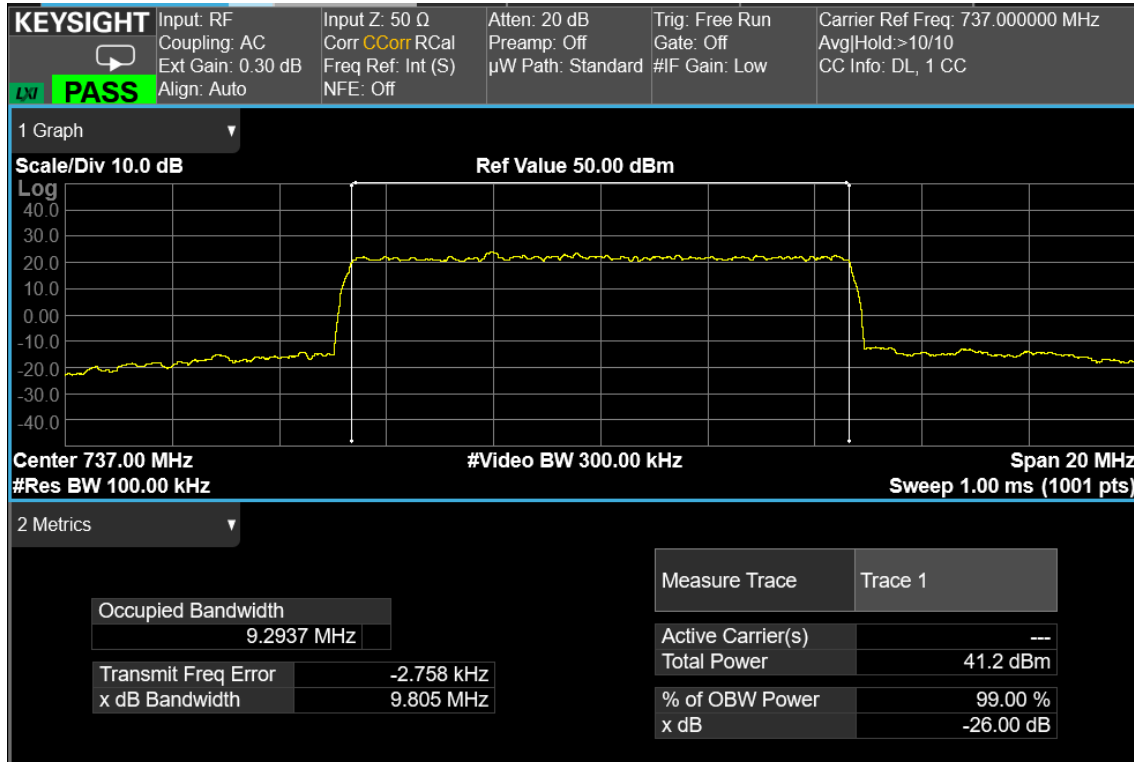 KEYSIGHT Input: RF Input Z: 50 Ω Atten: 20 dB Trig: Free Run Carrier Ref Freq: 737.000000 MHz
Coupling: AC Corr CCorr RCal Preamp: Off Gate: Off Avg|Hold:>10/10
Ext Gain: 0.30 dB Freq Ref: Int (S) µW Path: Standard #IF Gain: Low CC Info: DL, 1 CC
LXI PASS Align: Auto NFE: Off
1 Graph ▼
Scale/Div 10.0 dB Ref Value 50.00 dBm
Log
40.0
30.0
20.0
10.0
0.00
-10.0
-20.0
-30.0
-40.0
Center 737.00 MHz #Video BW 300.00 kHz Span 20 MHz
#Res BW 100.00 kHz Sweep 1.00 ms (1001 pts)
2 Metrics ▼
Measure Trace Trace 1
Occupied Bandwidth
9.2937 MHz
Active Carrier(s) ---
Total Power 41.2 dBm
Transmit Freq Error -2.758 kHz
x dB Bandwidth 9.805 MHz
% of OBW Power 99.00 %
x dB -26.00 dB